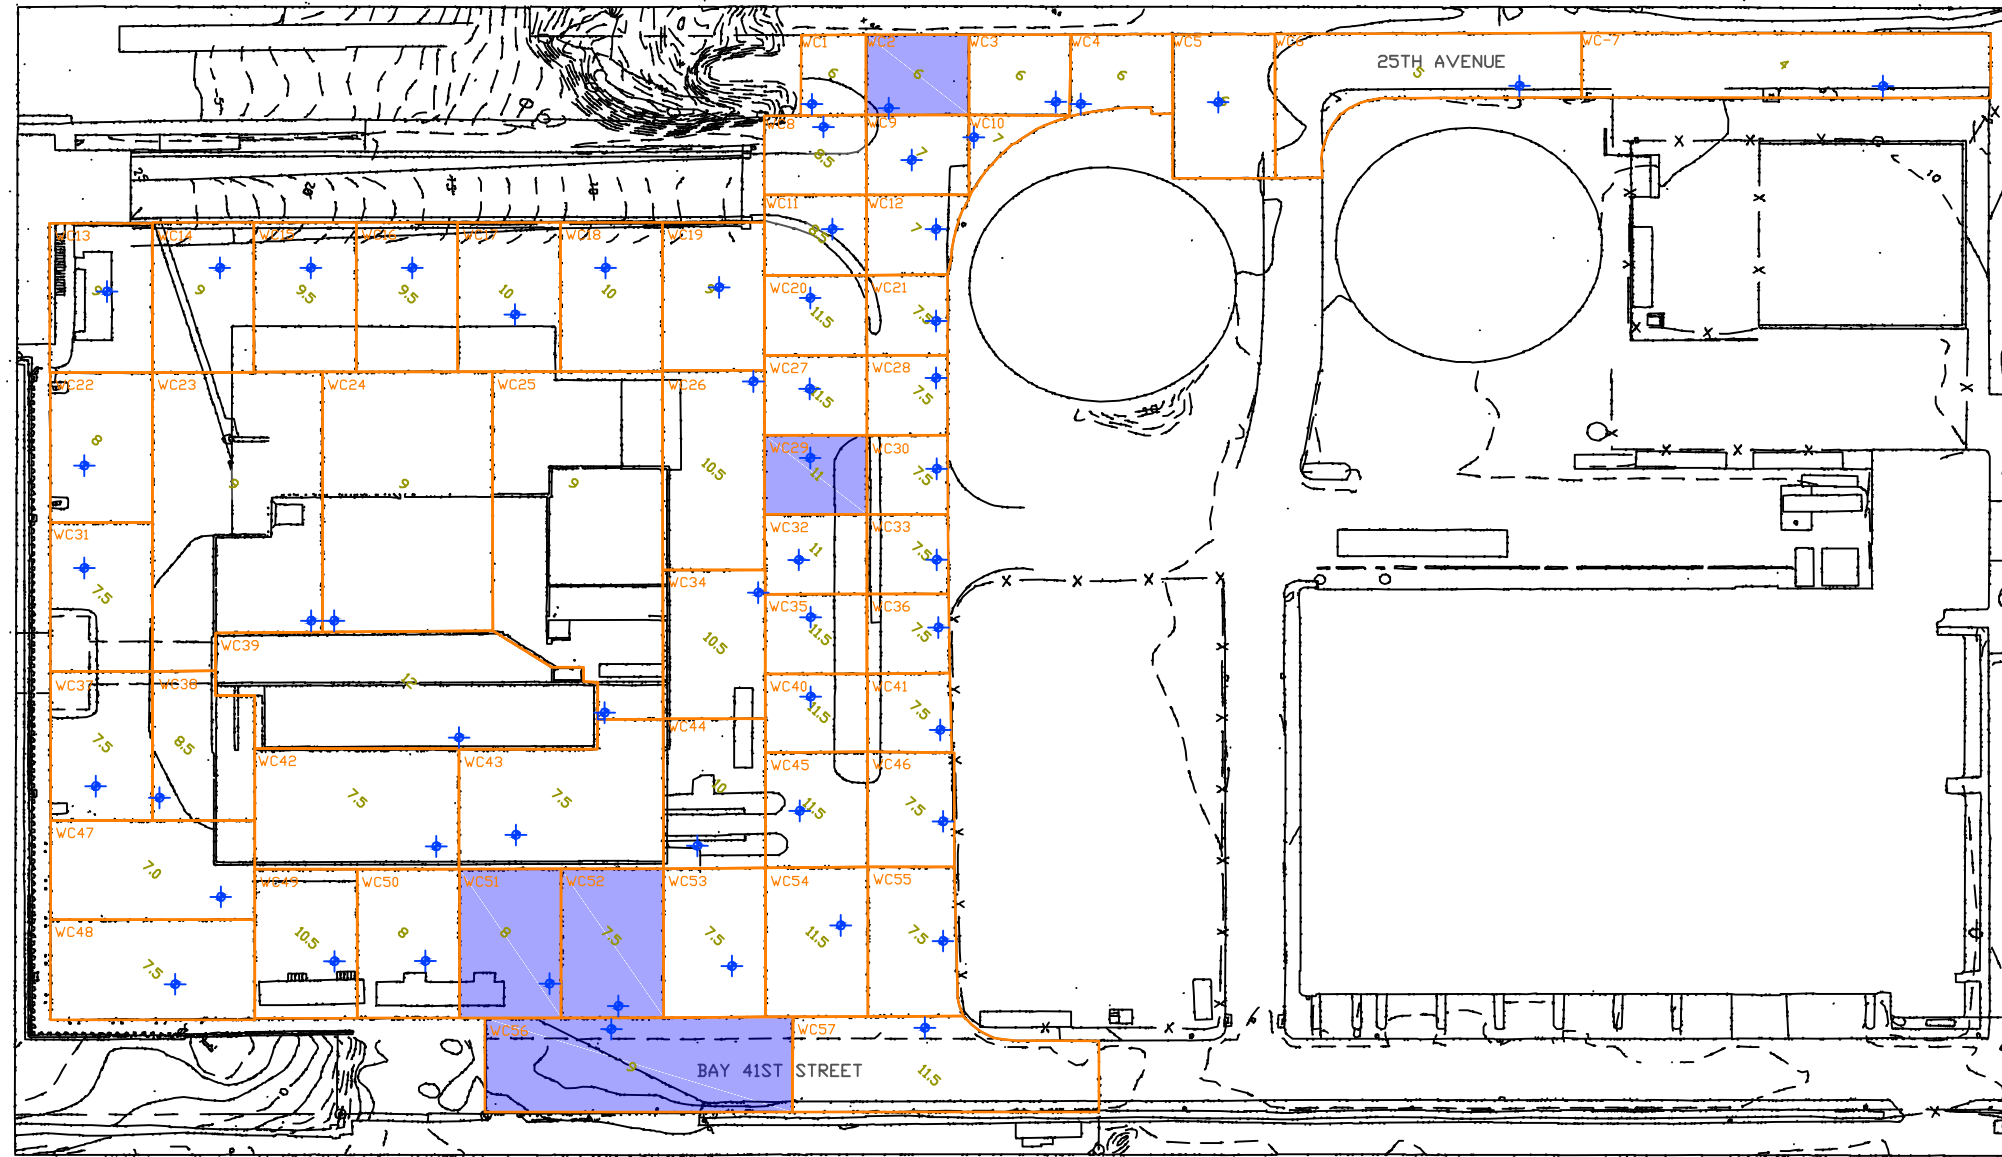 WC1
WC2
WC3
WC4
WC5
WC6
WC-7
25TH AVENUE
6
6
6
6
5
4
WC8
WC9
WC10
8.5
7
7
WC11
WC12
8.5
7
WC13
WC14
WC15
WC16
WC17
WC18
WC19
9
9
9.5
9.5
10
10
9
WC20
WC21
11.5
7.5
WC22
WC23
WC24
WC25
WC26
WC27
WC28
11.5
7.5
8
9
9
9
10.5
WC29
WC30
11
7.5
WC31
WC32
WC33
7.5
11
7.5
WC34
WC35
WC36
10.5
11.5
7.5
WC37
WC38
WC39
WC40
WC41
7.5
8.5
12
11.5
7.5
WC42
WC43
WC44
WC45
WC46
7.5
7.5
10
11.5
7.5
WC47
7.0
WC48
7.5
WC49
WC50
WC51
WC52
WC53
WC54
WC55
10.5
8
8
7.5
7.5
11.5
7.5
WC56
WC57
9
BAY 41ST STREET
11.5